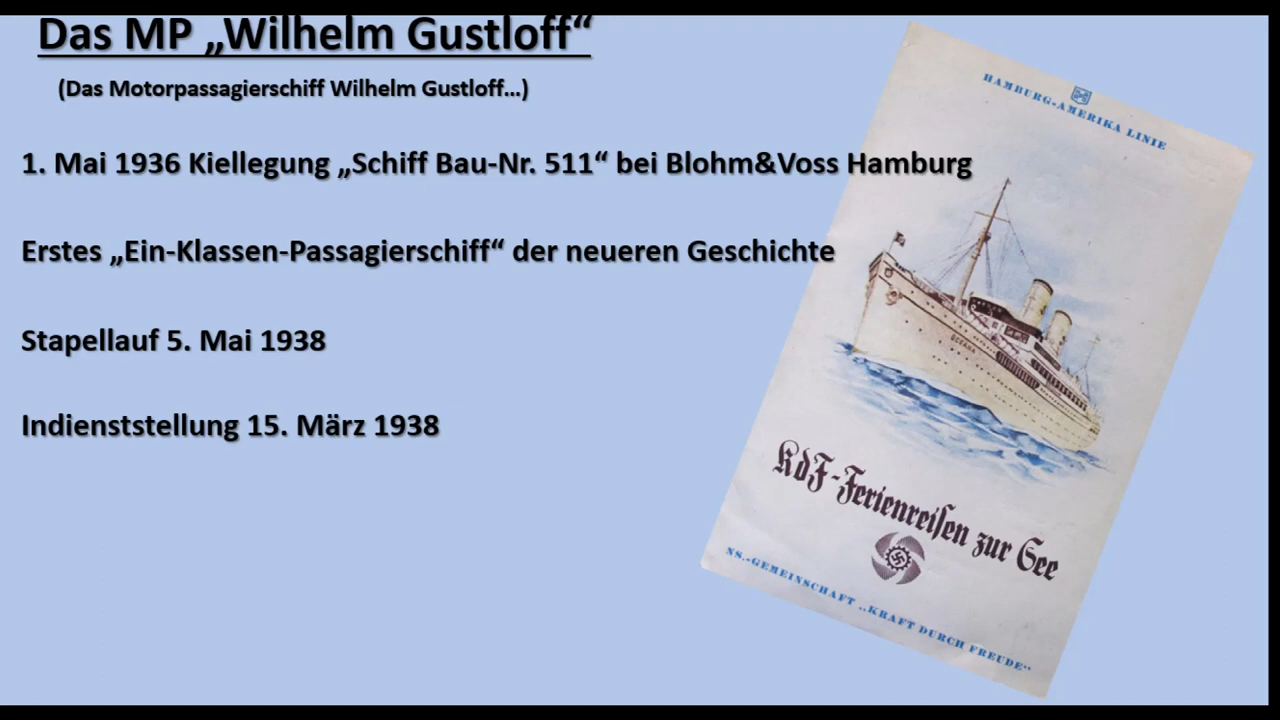 Das MP „Wilhelm Gustloff“
(Das Motorpassagierschiff Wilhelm Gustloff...)
1. Mai 1936 Kiellegung „Schiff Bau-Nr. 511“ bei Blohm&Voss Hamburg
Erstes „Ein-Klassen-Passagierschiff“ der neueren Geschichte
Stapellauf 5. Mai 1938
Indienststellung 15. März 1938
HAMBURG-AMERIKA LINIE
OCEANA
KdF-Ferienreisen zur See
NS.-GEMEINSCHAFT „KRAFT DURCH FREUDE“